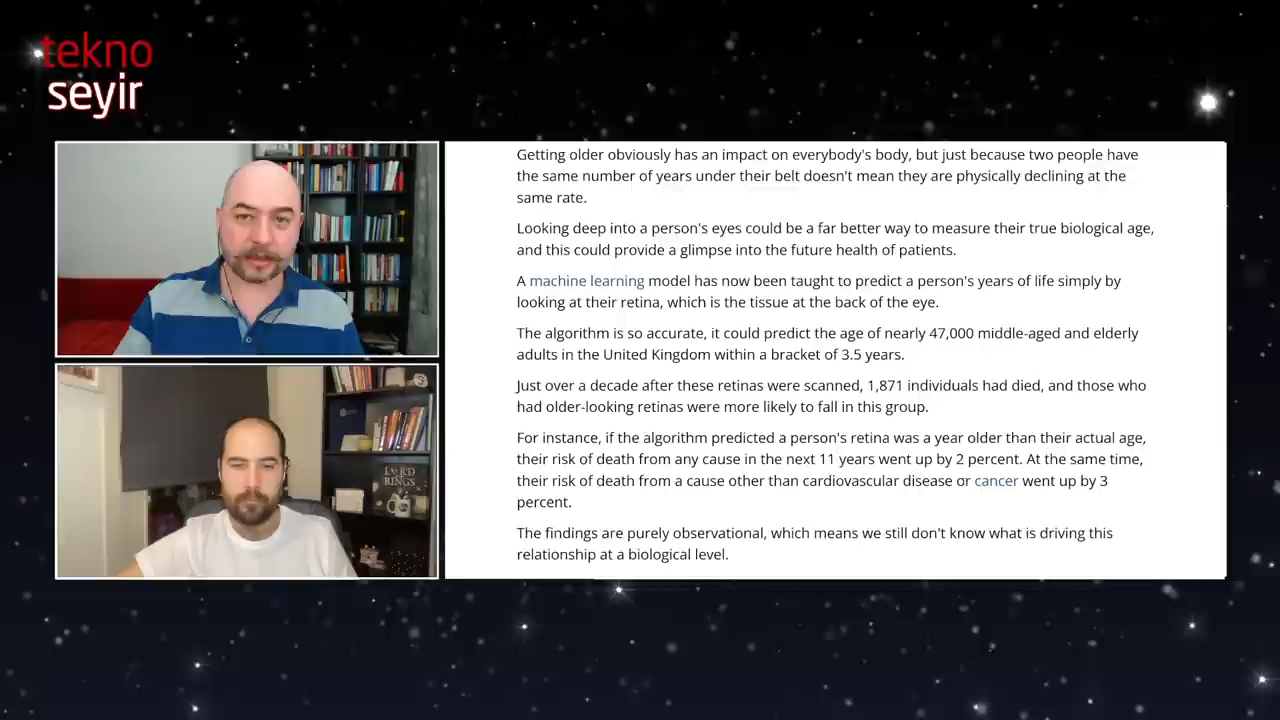 tekno
seyir
Getting older obviously has an impact on everybody's body, but just because two people have
the same number of years under their belt doesn't mean they are physically declining at the
same rate.
Looking deep into a person's eyes could be a far better way to measure their true biological age,
and this could provide a glimpse into the future health of patients.
A machine learning model has now been taught to predict a person's years of life simply by
looking at their retina, which is the tissue at the back of the eye.
The algorithm is so accurate, it could predict the age of nearly 47,000 middle-aged and elderly
adults in the United Kingdom within a bracket of 3.5 years.
Just over a decade after these retinas were scanned, 1,871 individuals had died, and those who
had older-looking retinas were more likely to fall in this group.
For instance, if the algorithm predicted a person's retina was a year older than their actual age,
their risk of death from any cause in the next 11 years went up by 2 percent. At the same time,
their risk of death from a cause other than cardiovascular disease or cancer went up by 3
percent.
The findings are purely observational, which means we still don't know what is driving this
relationship at a biological level.
LORD
RINGS